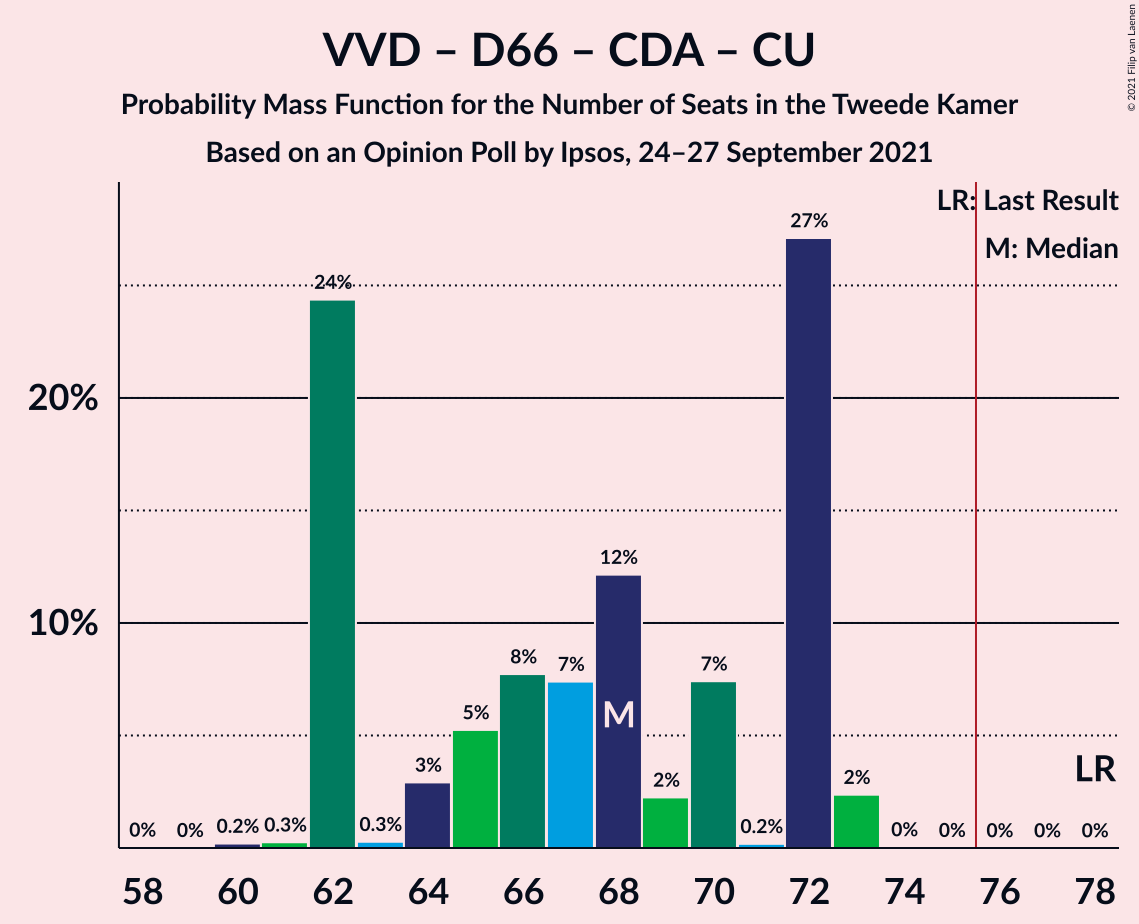 VVD – D66 – CDA – CU
Probability Mass Function for the Number of Seats in the Tweede Kamer
Based on an Opinion Poll by Ipsos, 24–27 September 2021
© 2021 Filip van Laenen
LR: Last Result
M: Median
20%
10%
0% 0% 0.2% 0.3% 24% 0.3% 3% 5% 8% 7% 12% 2% 7% 0.2% 27% 2% 0% 0% 0% 0% 0%
M
LR
58 60 62 64 66 68 70 72 74 76 78